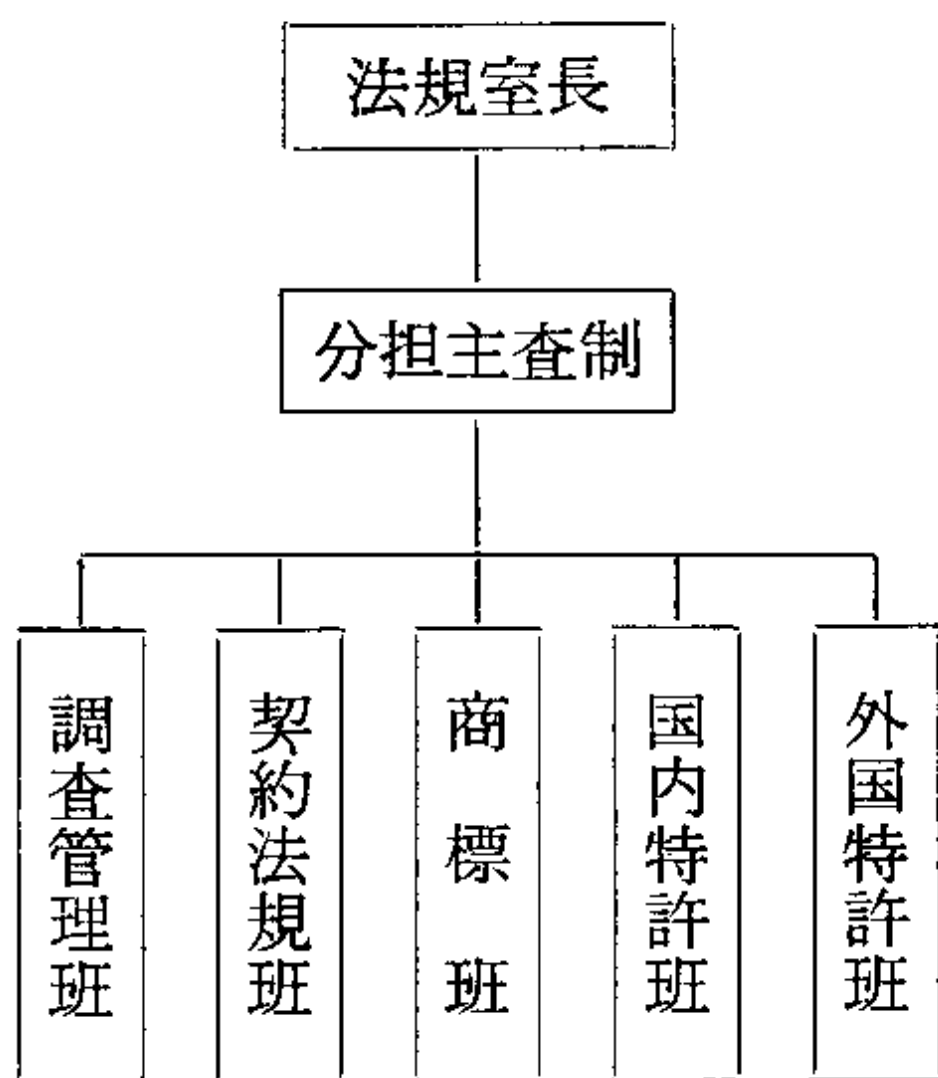 法規室長
分担主査制
調査管理班
契約法規班
商標班
国内特許班
外国特許班